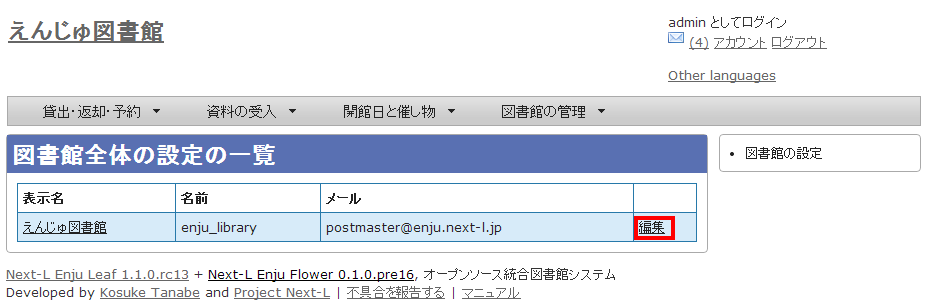 えんじゅ図書館
admin としてログイン
(4) アカウント ログアウト
Other languages
貸出・返却・予約 資料の受入 開館日と催し物 図書館の管理
図書館全体の設定の一覧
・ 図書館の設定
表示名 名前 メール
えんじゅ図書館 enju_library postmaster@enju.next-l.jp 編集
Next-L Enju Leaf 1.1.0.rc13 + Next-L Enju Flower 0.1.0.pre16, オープンソース統合図書館システム
Developed by Kosuke Tanabe and Project Next-L | 不具合を報告する | マニュアル